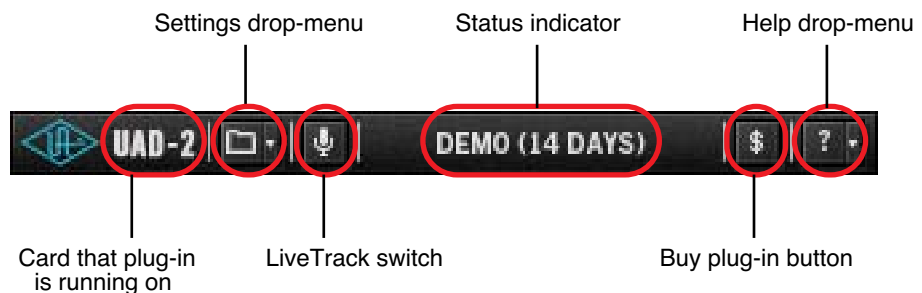 Settings drop-menu
Status indicator
Help drop-menu
UA
UAD-2
DEMO (14 DAYS)
$
?
Card that plug-in
is running on
LiveTrack switch
Buy plug-in button